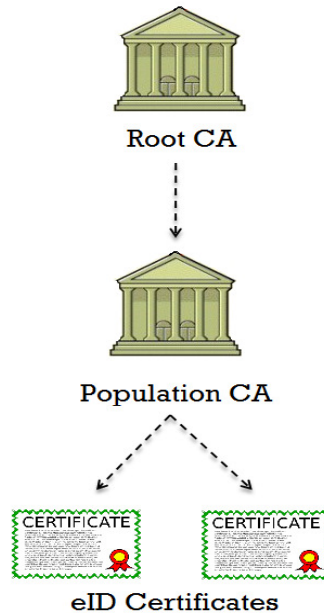 Root CA
Population CA
CERTIFICATE
CERTIFICATE
eID Certificates